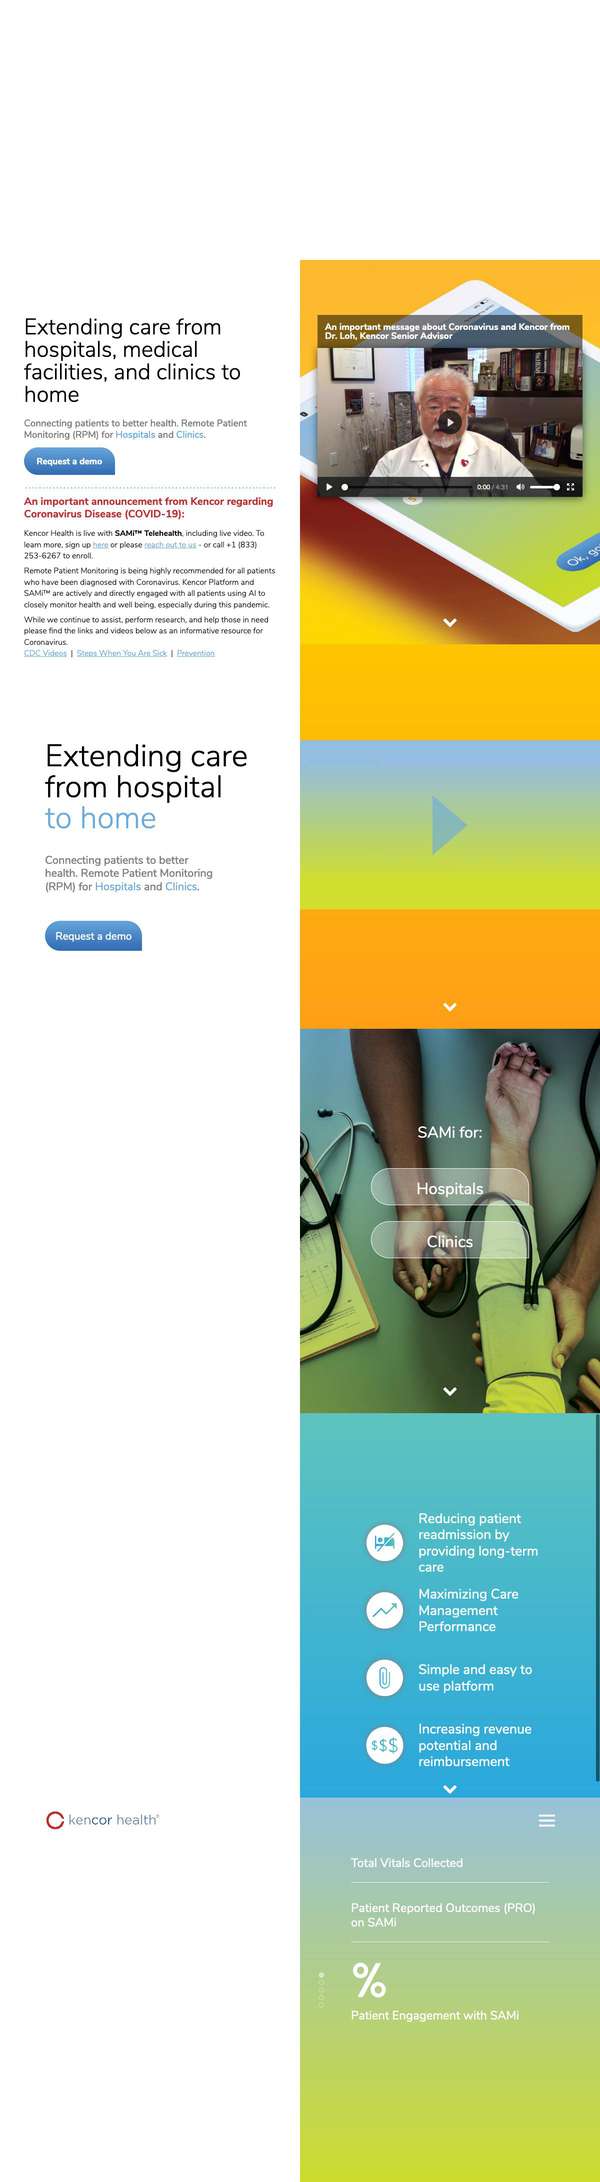 Extending care from
hospitals, medical
facilities, and clinics to
home
Connecting patients to better health. Remote Patient
Monitoring (RPM) for Hospitals and Clinics.
Request a demo
An important announcement from Kencor regarding
Coronavirus Disease (COVID-19):
Kencor Health is live with SAMi™ Telehealth, including live video. To
learn more, sign up here or please reach out to us - or call +1 (833)
253-6267 to enroll.
Remote Patient Monitoring is being highly recommended for all patients
who have been diagnosed with Coronavirus. Kencor Platform and
SAMi™ are actively and directly engaged with all patients using AI to
closely monitor health and well being, especially during this pandemic.
While we continue to assist, perform research, and help those in need
please find the links and videos below as an informative resource for
Coronavirus.
CDC Videos | Steps When You Are Sick | Prevention
An important message about Coronavirus and Kencor from
Dr. Loh, Kencor Senior Advisor
0:00 / 4:31
Ok, go
Extending care
from hospital
to home
Connecting patients to better
health. Remote Patient Monitoring
(RPM) for Hospitals and Clinics.
Request a demo
SAMi for:
Hospitals
Clinics
Reducing patient
readmission by
providing long-term
care
Maximizing Care
Management
Performance
Simple and easy to
use platform
$$$
Increasing revenue
potential and
reimbursement
kencor health®
Total Vitals Collected
Patient Reported Outcomes (PRO)
on SAMi
%
Patient Engagement with SAMi